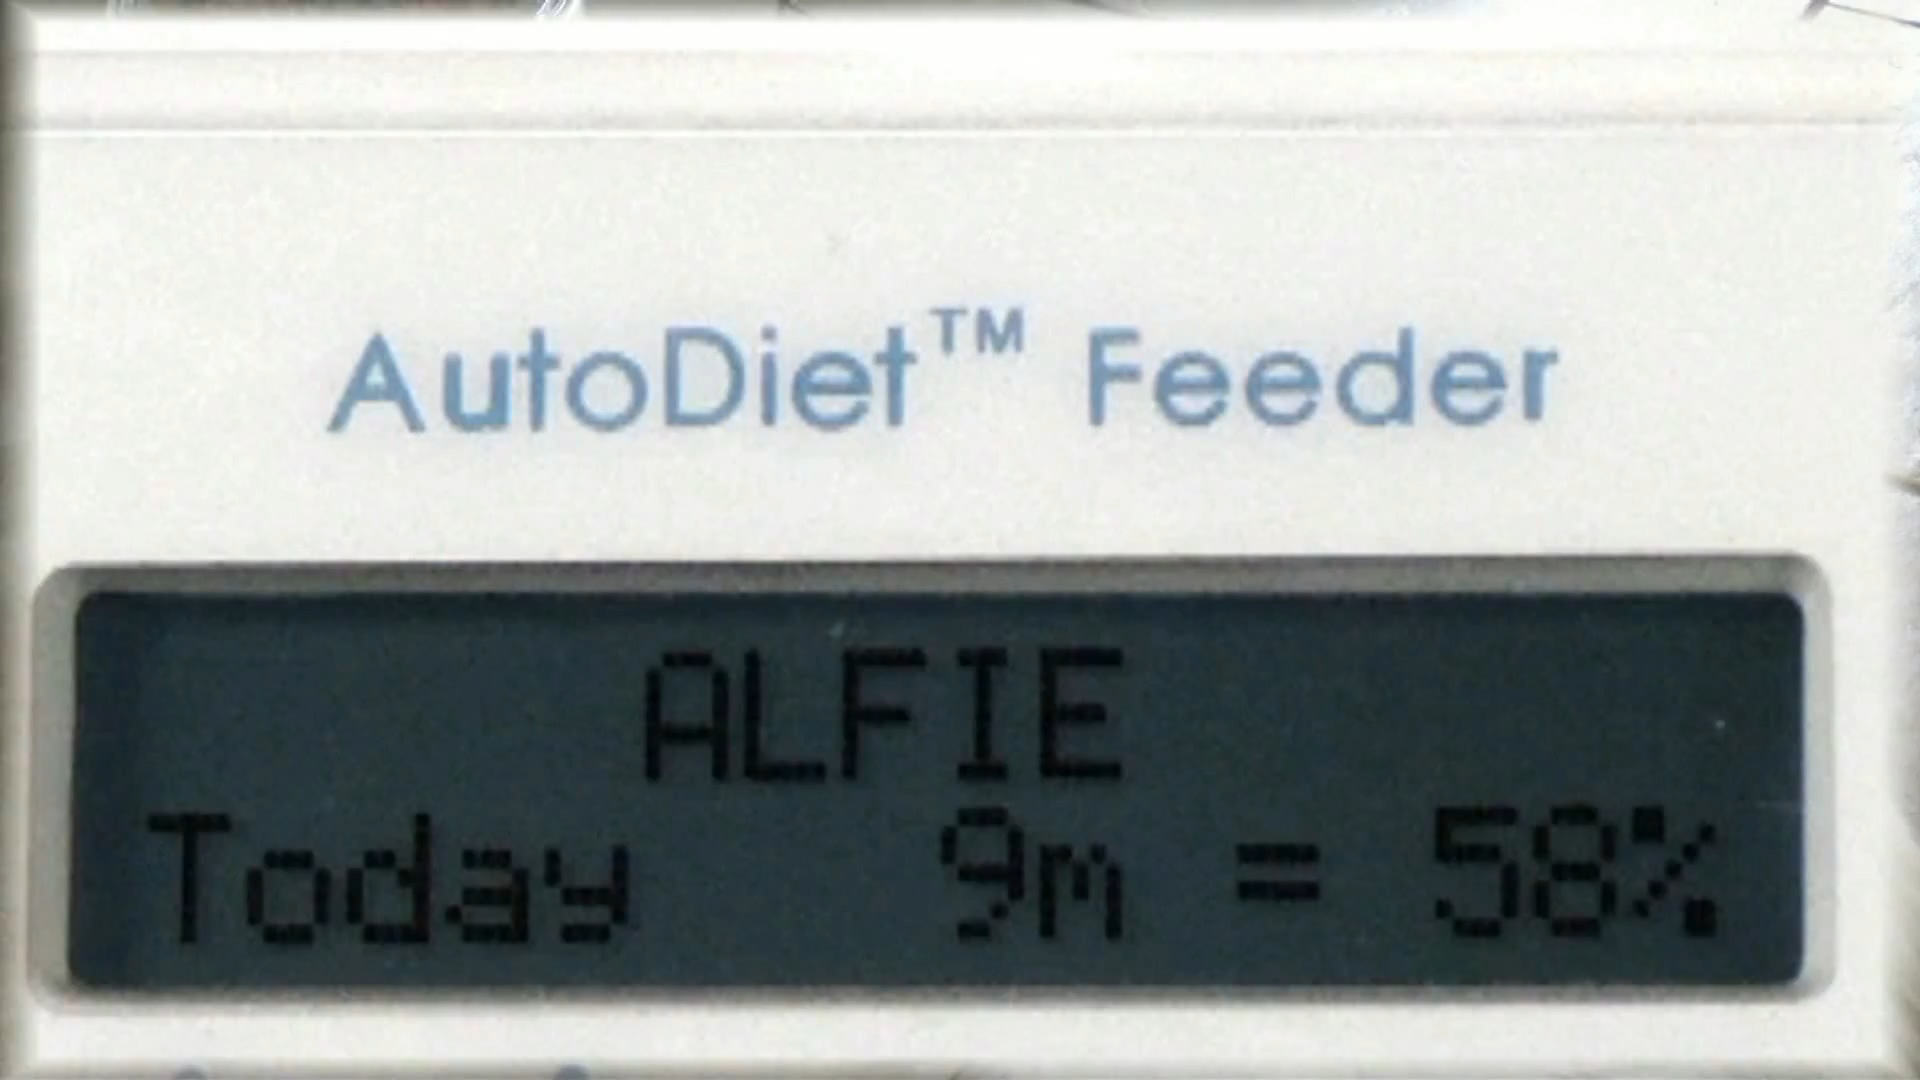 AutoDiet™ Feeder
ALFIE
Today 9m = 58%